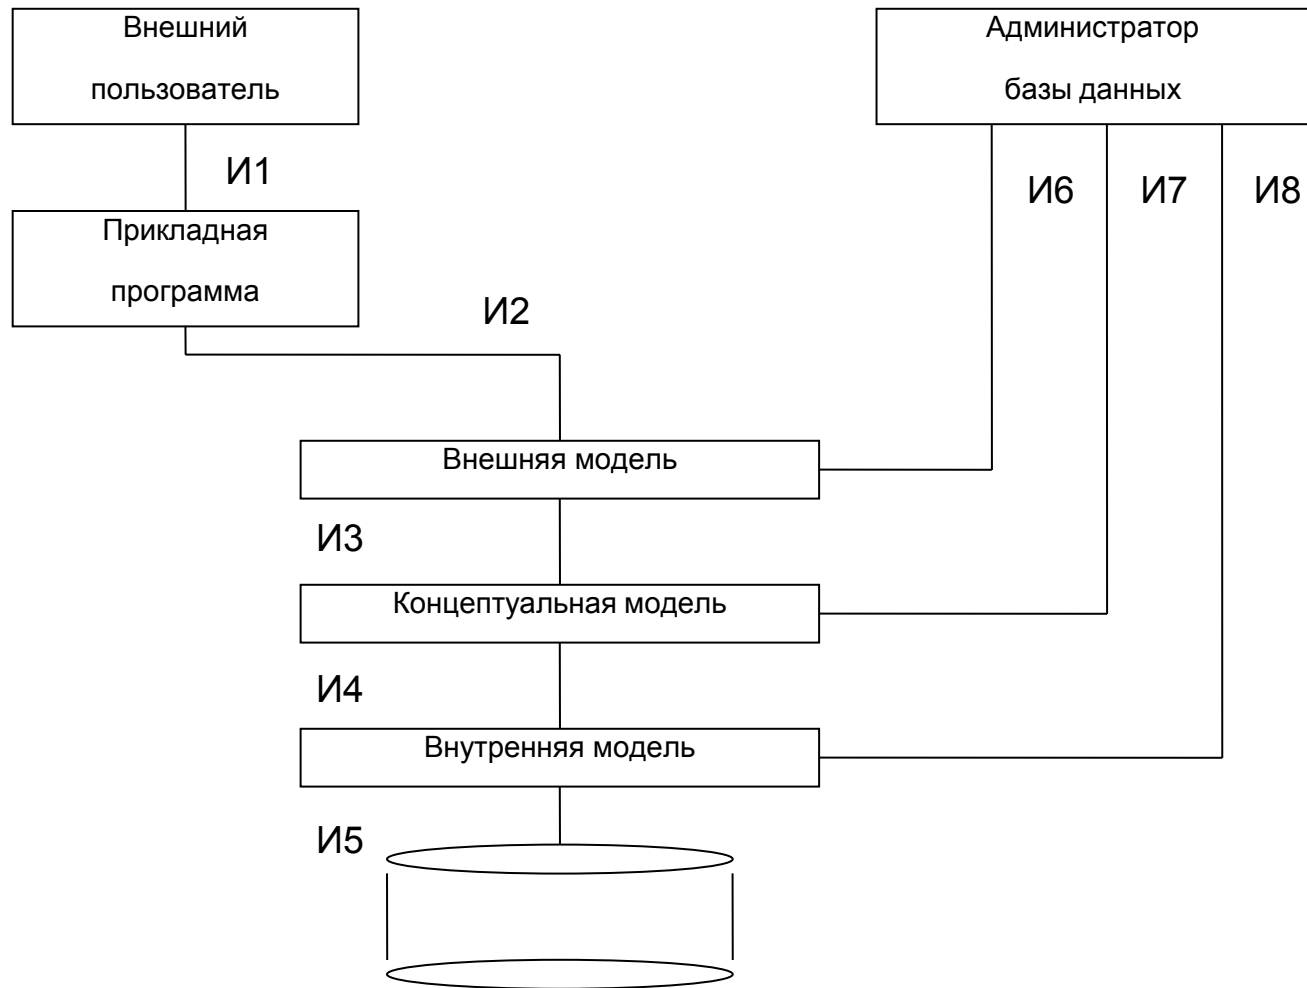 Внешний
пользователь
Администратор
базы данных
И1
И6
И7
И8
Прикладная
программа
И2
Внешняя модель
И3
Концептуальная модель
И4
Внутренняя модель
И5